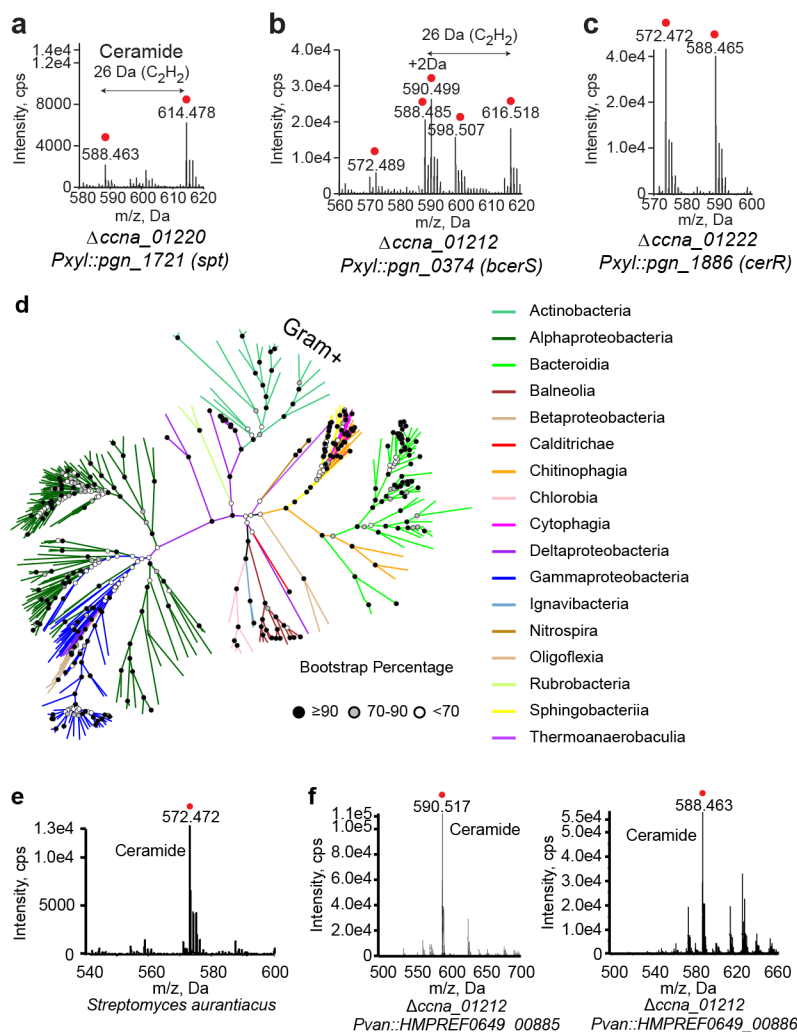 a
Intensity, cps
1.4e4
8000
4000
0
Ceramide
26 Da (C₂H₂)
614.478
588.463
580 590 600 610 620
m/z, Da
Δccna_01220
Pxyl::pgn_1721 (spt)
b
Intensity, cps
4.0e4
3.0e4
2.0e4
1.0e4
0.0
26 Da (C₂H₂)
+2Da
590.499
588.485
598.507
616.518
572.489
560 570 580 590 600 610 620
m/z, Da
Δccna_01212
Pxyl::pgn_0374 (bcerS)
c
Intensity, cps
4.0e4
2.0e4
0.0
572.472
588.465
570 580 590 600
m/z, Da
Δccna_01222
Pxyl::pgn_1886 (cerR)
d
Gram+
Actinobacteria
Alphaproteobacteria
Bacteroidia
Balneolia
Betaproteobacteria
Calditrichae
Chitinophagia
Chlorobia
Cytophagia
Deltaproteobacteria
Gammaproteobacteria
Ignavibacteria
Nitrospira
Oligoflexia
Rubrobacteria
Sphingobacteriia
Thermoanaerobaculia
Bootstrap Percentage
≥90 70-90 <70
e
Intensity, cps
1.3e4
1.0e4
5000
0
572.472
Ceramide
540 560 580 600
m/z, Da
Streptomyces aurantiacus
f
Intensity, cps
1.1e5
1.0e5
8.0e4
6.0e4
4.0e4
2.0e4
0.0
590.517
Ceramide
500 550 600 650 700
m/z, Da
Δccna_01212
Pvan::HMPREF0649_00885
Intensity, cps
5.5e4
5.0e4
4.0e4
3.0e4
2.0e4
1.0e4
0.0
588.463
Ceramide
500 540 580 620 660
m/z, Da
Δccna_01212
Pvan::HMPREF0649_00886